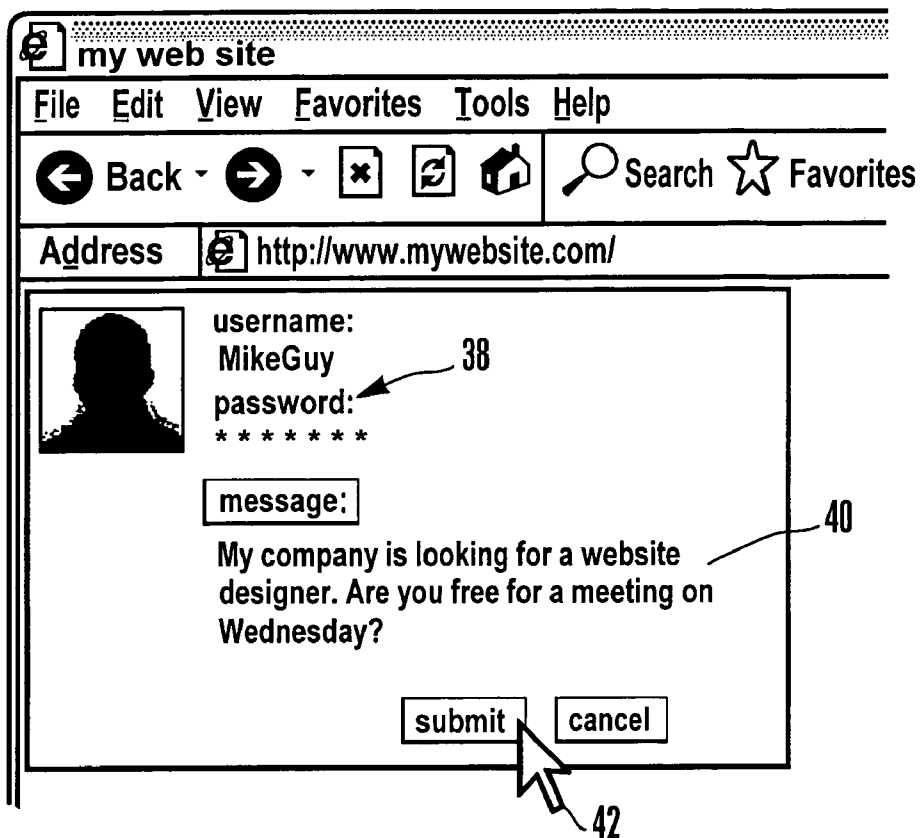 my web site
File Edit View Favorites Tools Help
Back Search Favorites
Address http://www.mywebsite.com/
username:
MikeGuy
38
password:
* * * * * * *
message:
40
My company is looking for a website
designer. Are you free for a meeting on
Wednesday?
submit cancel
42